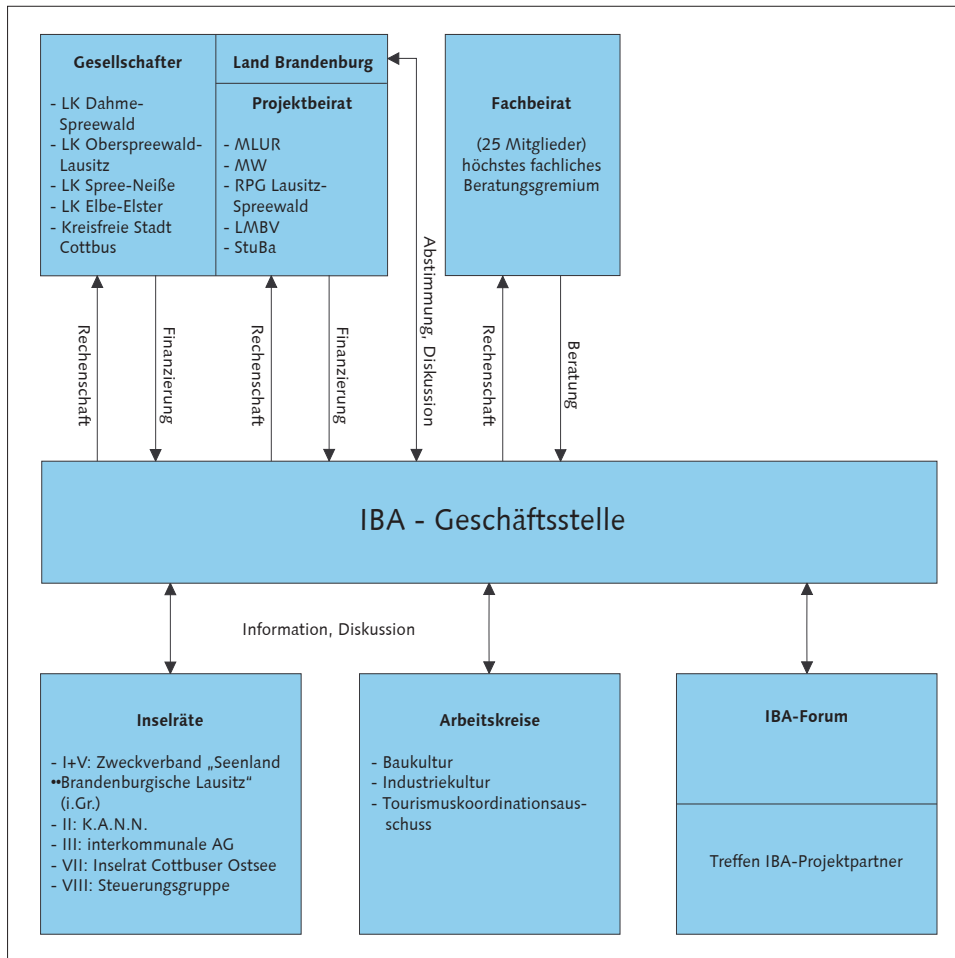 Gesellschafter
- LK Dahme-
Spreewald
- LK Oberspreewald-
Lausitz
- LK Spree-Neiße
- LK Elbe-Elster
- Kreisfreie Stadt
Cottbus
Land Brandenburg
Projektbeirat
- MLUR
- MW
- RPG Lausitz-
Spreewald
- LMBV
- StuBa
Fachbeirat
(25 Mitglieder)
höchstes fachliches
Beratungsgremium
Rechenschaft
Finanzierung
Rechenschaft
Finanzierung
Abstimmung, Diskussion
Rechenschaft
Beratung
IBA - Geschäftsstelle
Information, Diskussion
Inselräte
- I+V: Zweckverband „Seenland
••Brandenburgische Lausitz“
(i.Gr.)
- II: K.A.N.N.
- III: interkommunale AG
- VII: Inselrat Cottbuser Ostsee
- VIII: Steuerungsgruppe
Arbeitskreise
- Baukultur
- Industriekultur
- Tourismuskoordinationsaus-
schuss
IBA-Forum
Treffen IBA-Projektpartner